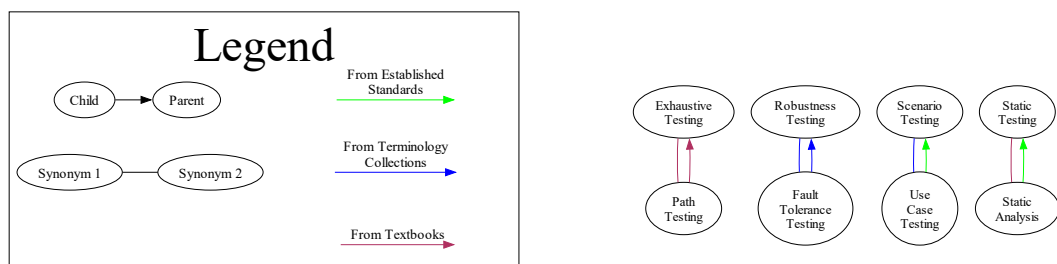 Legend
Child
Parent
From Established
Standards
Synonym 1
Synonym 2
From Terminology
Collections
From Textbooks
Exhaustive
Testing
Robustness
Testing
Scenario
Testing
Static
Testing
Path
Testing
Fault
Tolerance
Testing
Use
Case
Testing
Static
Analysis